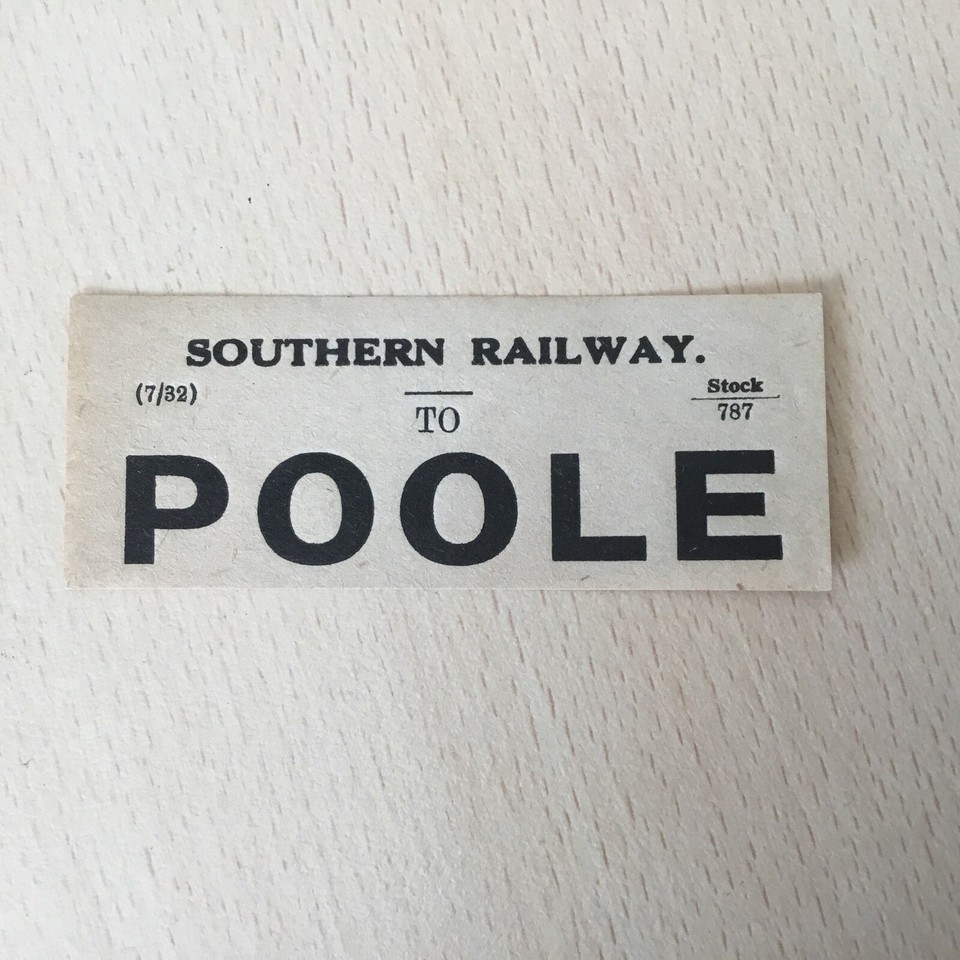 SOUTHERN RAILWAY.
(7/32)
Stock
787
TO
POOLE